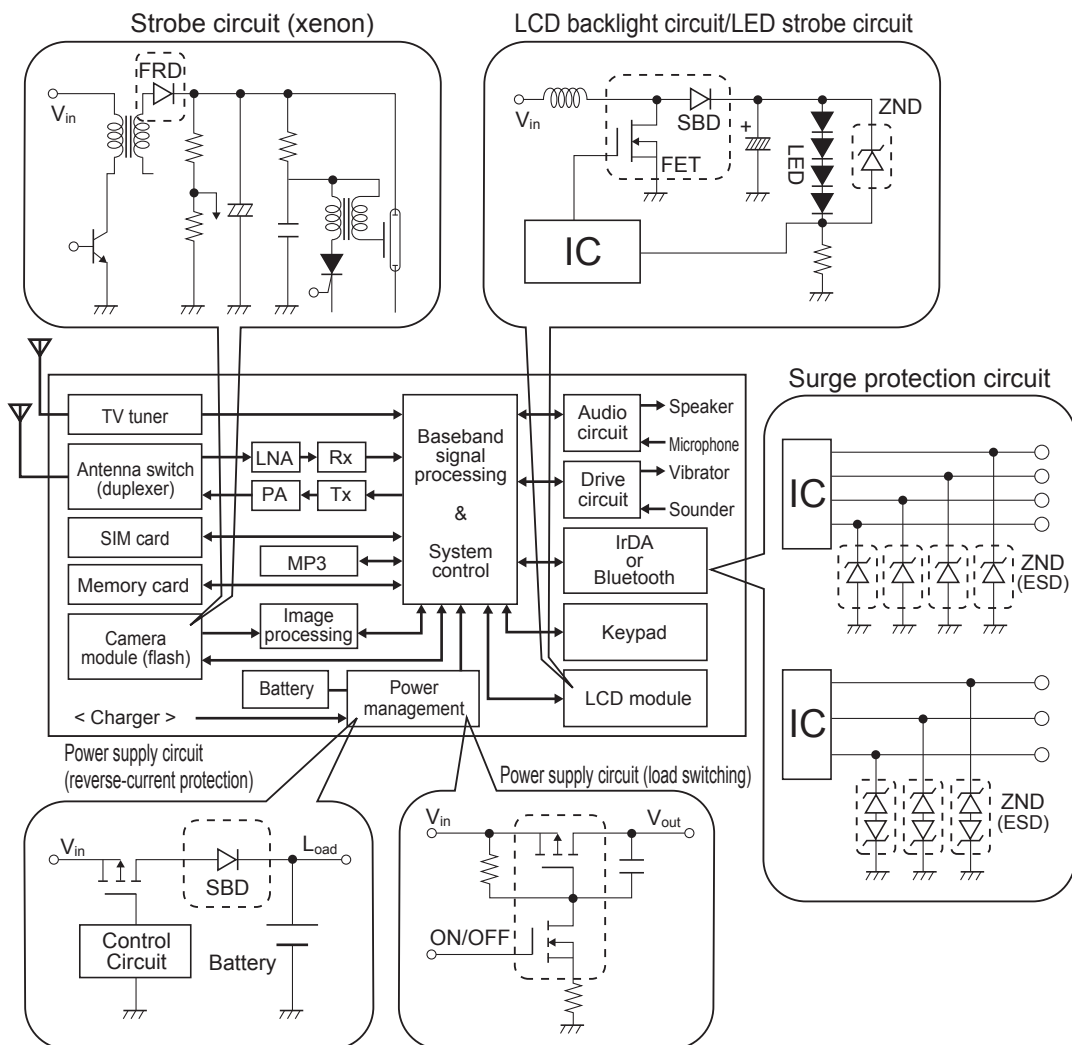 Strobe circuit (xenon)
FRD
Vin
LCD backlight circuit/LED strobe circuit
Vin
SBD
FET
+
LED
ZND
IC
TV tuner
Antenna switch
(duplexer)
LNA
Rx
PA
Tx
SIM card
MP3
Memory card
Camera
module (flash)
Image
processing
Baseband
signal
processing
&
System
control
Audio
circuit
Speaker
Microphone
Drive
circuit
Vibrator
Sounder
IrDA
or
Bluetooth
Keypad
LCD module
Battery
Power
management
< Charger >
Surge protection circuit
IC
ZND
(ESD)
IC
ZND
(ESD)
Power supply circuit
(reverse-current protection)
Vin
SBD
Load
Control
Circuit
Battery
Power supply circuit (load switching)
Vin
Vout
ON/OFF